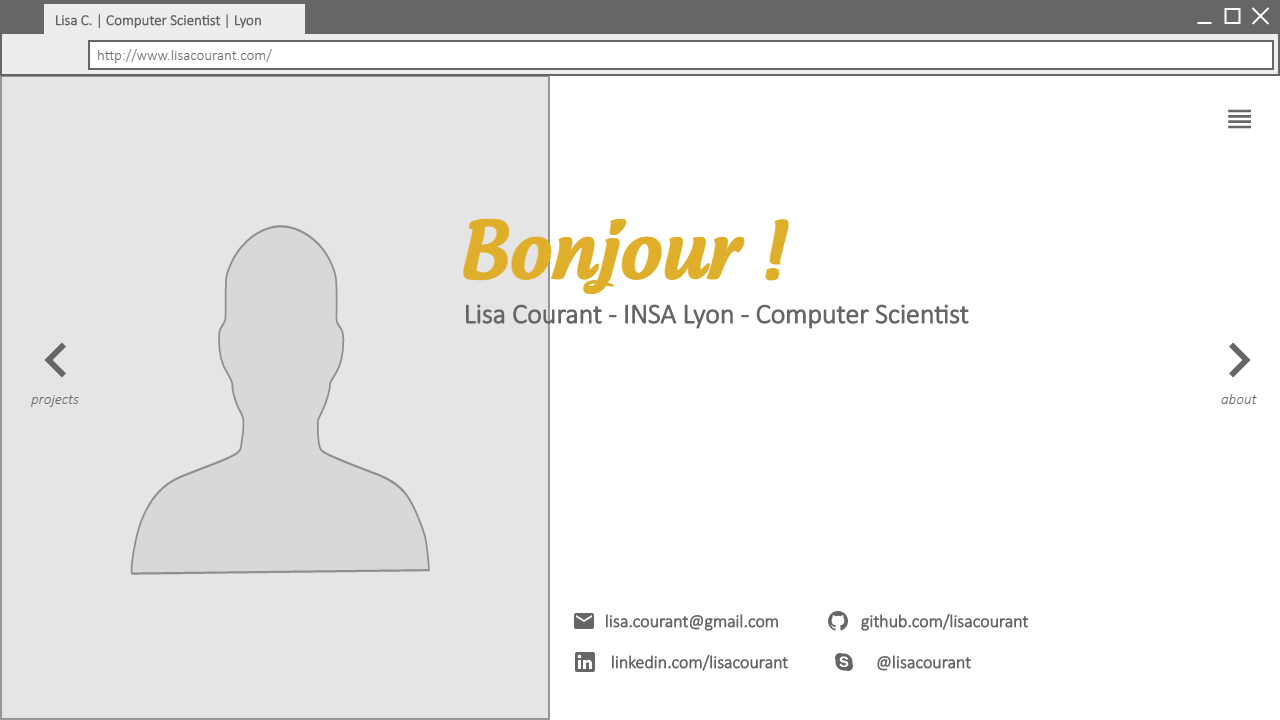 Lisa C. | Computer Scientist | Lyon
http://www.lisacourant.com/
Bonjour !
Lisa Courant - INSA Lyon - Computer Scientist
projects
about
lisa.courant@gmail.com
github.com/lisacourant
linkedin.com/lisacourant
@lisacourant